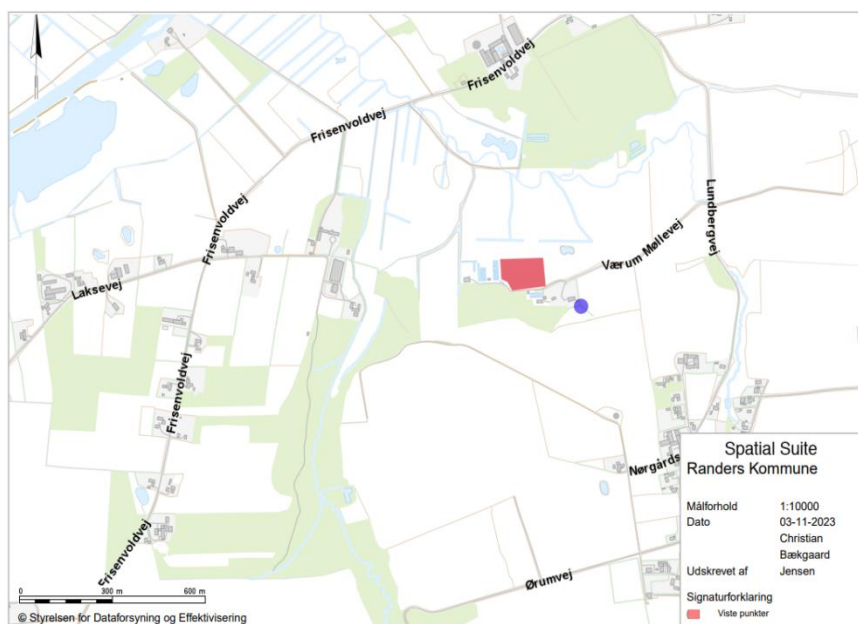 Frisenvoldvej
Frisenvoldvej
Frisenvoldvej
Laksevej
Værum Møllevej
Lundbergvej
Frisenvoldvej
Nørgårds
Frisenvoldvej
Ørumvej
0 300 m 600 m
© Styrelsen for Dataforsyning og Effektivisering
Spatial Suite
Randers Kommune
Målforhold 1:10000
Dato 03-11-2023
Christian
Bækgaard
Udskrevet af Jensen
Signaturforklaring
Viste punkter